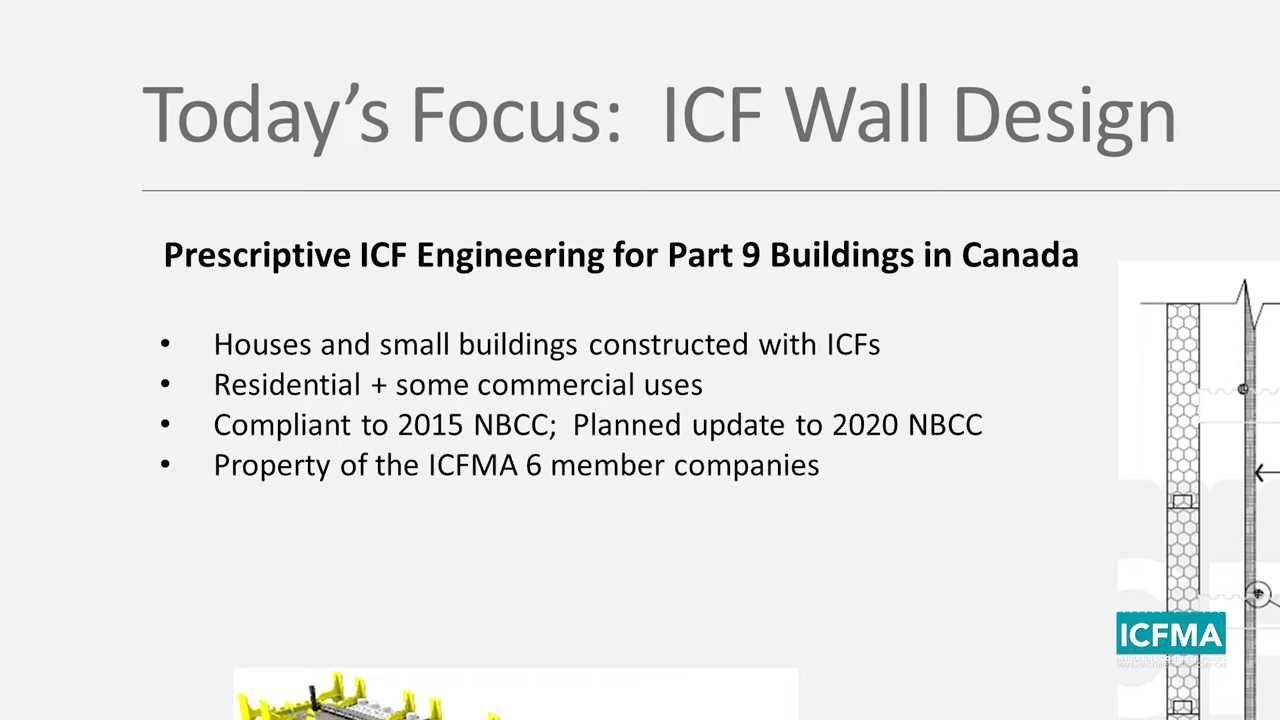 Today's Focus:  ICF Wall Design
Prescriptive ICF Engineering for Part 9 Buildings in Canada
• Houses and small buildings constructed with ICFs
• Residential + some commercial uses
• Compliant to 2015 NBCC;  Planned update to 2020 NBCC
• Property of the ICFMA 6 member companies
ICFMA